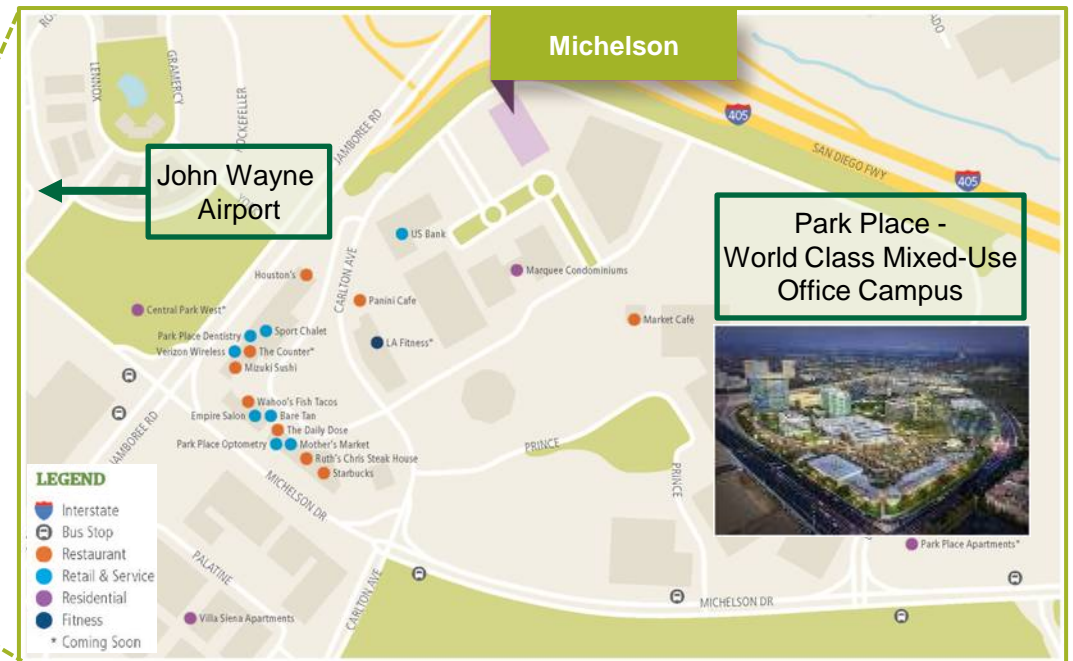 Michelson
RO
ADO
LENNOX
GRAMERCY
ROCKEFELLER
JAMBOREE RD
405
SAN DIEGO FWY
405
John Wayne
Airport
Park Place -
World Class Mixed-Use
Office Campus
US Bank
CARLTON AVE
Houston's
Marquee Condominiums
Panini Cafe
Central Park West*
Market Café
Sport Chalet
Park Place Dentistry
LA Fitness*
Verizon Wireless
The Counter*
Mizuki Sushi
Wahoo's Fish Tacos
Empire Salon
Bare Tan
The Daily Dose
JAMBOREE RD
Park Place Optometry
Mother's Market
PRINCE
Ruth's Chris Steak House
Starbucks
PRINCE
MICHELSON DR
LEGEND
Interstate
Bus Stop
Restaurant
Retail & Service
Residential
Fitness
* Coming Soon
Park Place Apartments*
PALATINE
CARLTON AVE
MICHELSON DR
Villa Siena Apartments